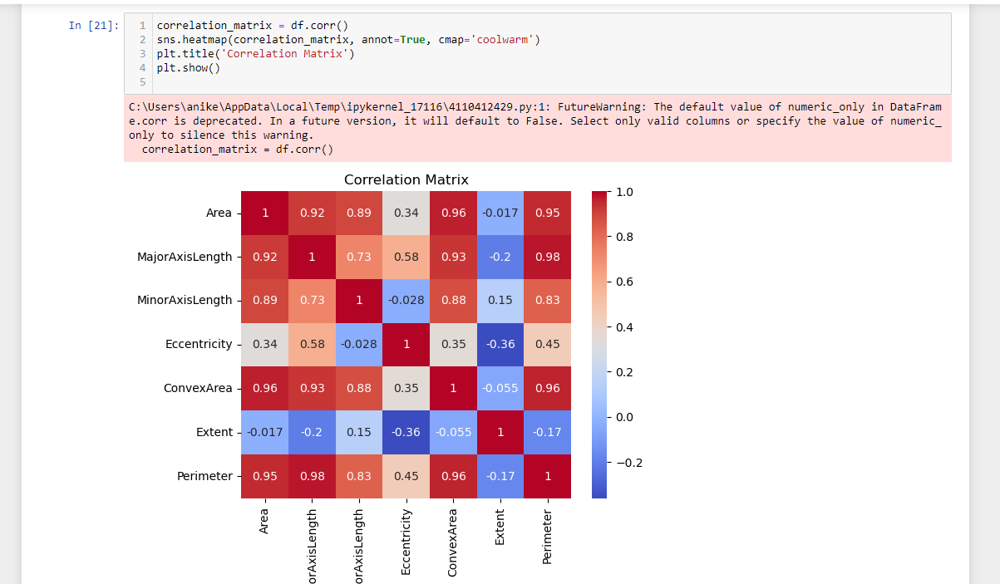 In [21]:
1 correlation_matrix = df.corr()
2 sns.heatmap(correlation_matrix, annot=True, cmap='coolwarm')
3 plt.title('Correlation Matrix')
4 plt.show()
5
C:\Users\anike\AppData\Local\Temp\ipykernel_17116\4110412429.py:1: FutureWarning: The default value of numeric_only in DataFram
e.corr is deprecated. In a future version, it will default to False. Select only valid columns or specify the value of numeric_
only to silence this warning.
correlation_matrix = df.corr()
Correlation Matrix
Area 1 0.92 0.89 0.34 0.96 -0.017 0.95
MajorAxisLength 0.92 1 0.73 0.58 0.93 -0.2 0.98
MinorAxisLength 0.89 0.73 1 -0.028 0.88 0.15 0.83
Eccentricity 0.34 0.58 -0.028 1 0.35 -0.36 0.45
ConvexArea 0.96 0.93 0.88 0.35 1 -0.055 0.96
Extent -0.017 -0.2 0.15 -0.36 -0.055 1 -0.17
Perimeter 0.95 0.98 0.83 0.45 0.96 -0.17 1
Area
orAxisLength
orAxisLength
Eccentricity
ConvexArea
Extent
Perimeter
1.0
0.8
0.6
0.4
0.2
0.0
−0.2